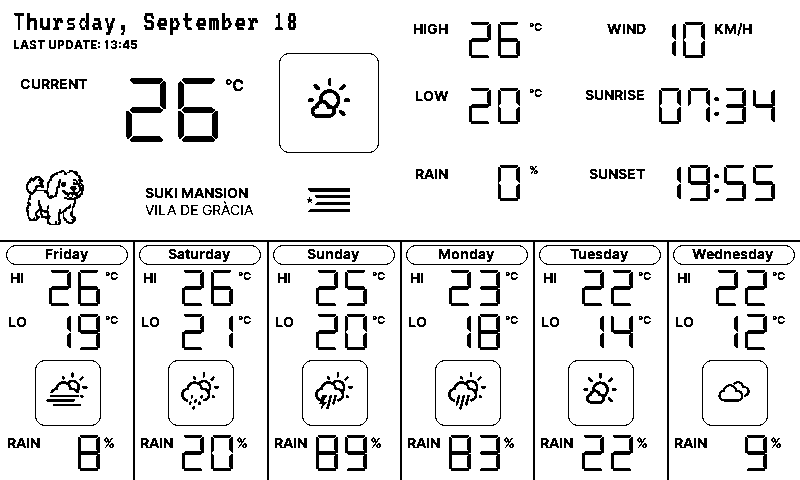 Thursday, September 18
LAST UPDATE: 13:45
CURRENT 26 °C
HIGH 26 °C
LOW 20 °C
RAIN 0 %
WIND 10 KM/H
SUNRISE 07:34
SUNSET 19:55
SUKI MANSION
VILA DE GRÀCIA
Friday
HI 26 °C
LO 19 °C
RAIN 8 %
Saturday
HI 26 °C
LO 21 °C
RAIN 20 %
Sunday
HI 25 °C
LO 20 °C
RAIN 89 %
Monday
HI 23 °C
LO 18 °C
RAIN 83 %
Tuesday
HI 22 °C
LO 14 °C
RAIN 22 %
Wednesday
HI 22 °C
LO 12 °C
RAIN 9 %